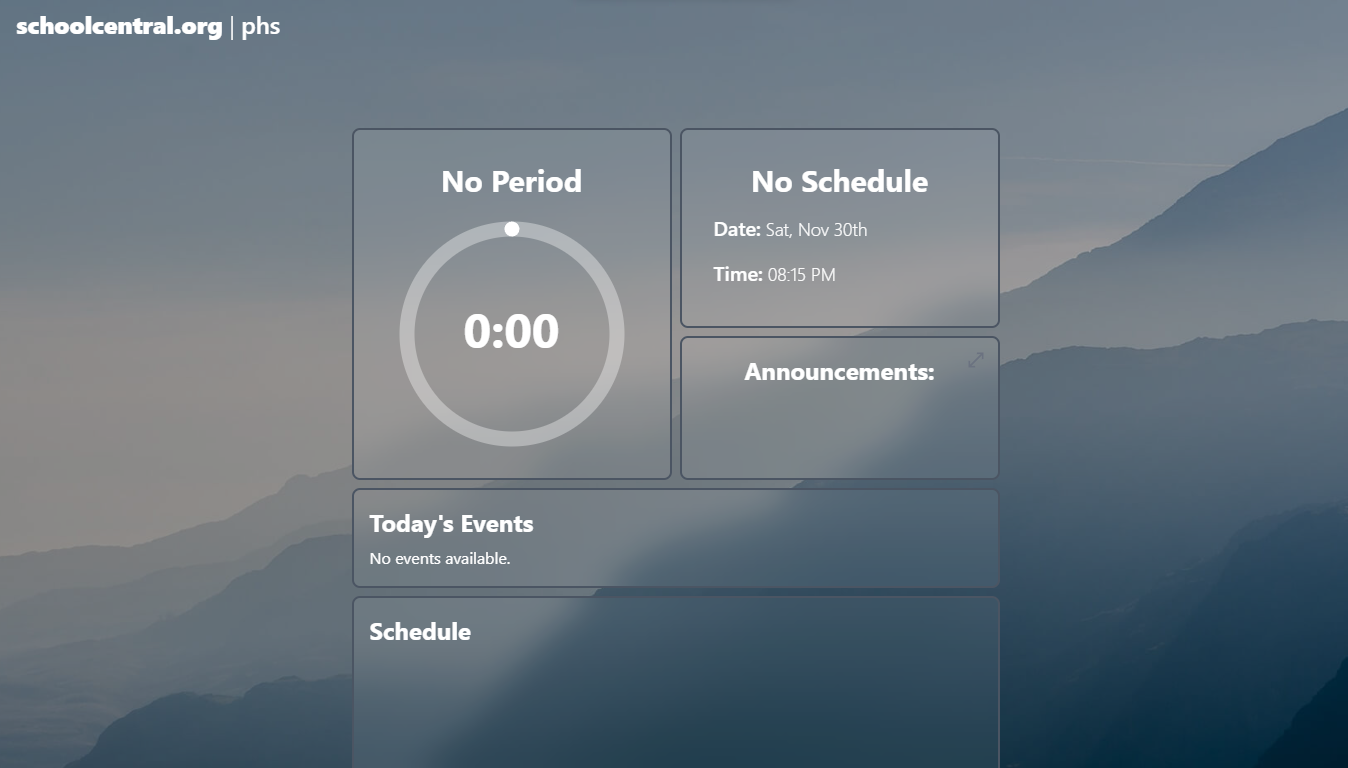 schoolcentral.org | phs
No Period
0:00
No Schedule
Date: Sat, Nov 30th
Time: 08:15 PM
Announcements:
Today's Events
No events available.
Schedule